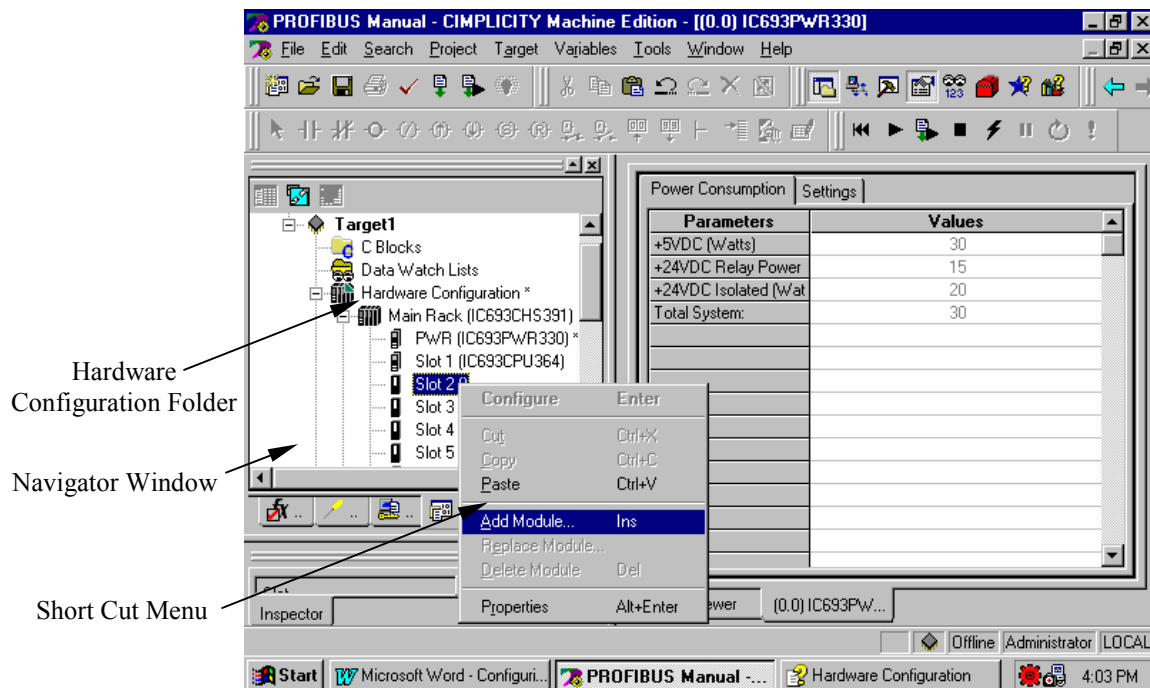 PROFIBUS Manual - CIMPLICITY Machine Edition - [(0.0) IC693PWR330]
File Edit Search Project Target Variables Tools Window Help
123
Target1
C Blocks
Data Watch Lists
Hardware Configuration *
Main Rack (IC693CHS391)
PWR (IC693PWR330) *
Slot 1 (IC693CPU364)
Slot 2 ()
Slot 3
Slot 4
Slot 5
Power Consumption Settings
Parameters Values
+5VDC (Watts) 30
+24VDC Relay Power 15
+24VDC Isolated (Wat 20
Total System: 30
Configure Enter
Cut Ctrl+X
Copy Ctrl+C
Paste Ctrl+V
Add Module... Ins
Replace Module...
Delete Module Del
Properties Alt+Enter
Hardware
Configuration Folder
Navigator Window
Short Cut Menu
Inspector
(0.0) IC693PW...
Offline Administrator LOCAL
Start Microsoft Word - Configuri... PROFIBUS Manual -... Hardware Configuration 4:03 PM